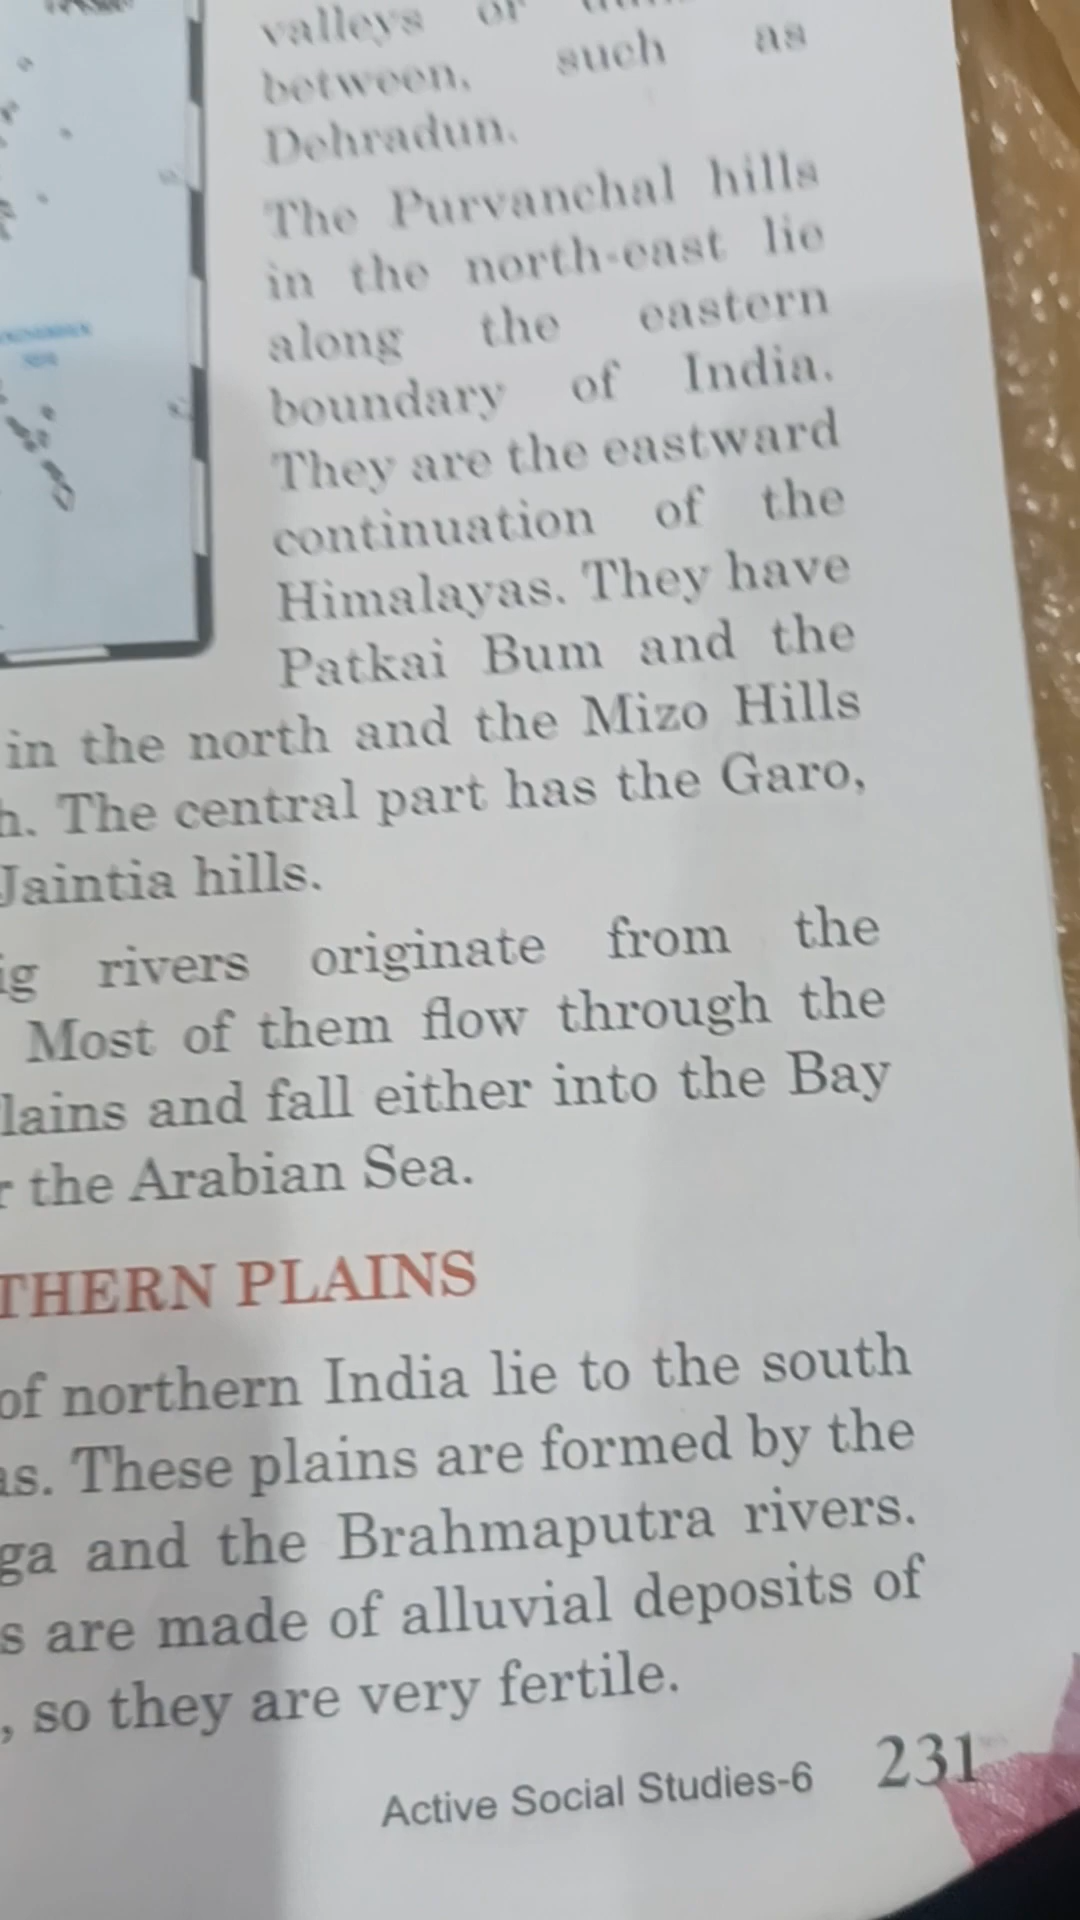 valleys or
between, such as
Dehradun.
The Purvanchal hills
in the north-east lie
along the eastern
boundary of India.
They are the eastward
continuation of the
Himalayas. They have
Patkai Bum and the
in the north and the Mizo Hills
h. The central part has the Garo,
Jaintia hills.
ig rivers originate from the
Most of them flow through the
lains and fall either into the Bay
r the Arabian Sea.
THERN PLAINS
of northern India lie to the south
as. These plains are formed by the
ga and the Brahmaputra rivers.
s are made of alluvial deposits of
, so they are very fertile.
Active Social Studies-6 231